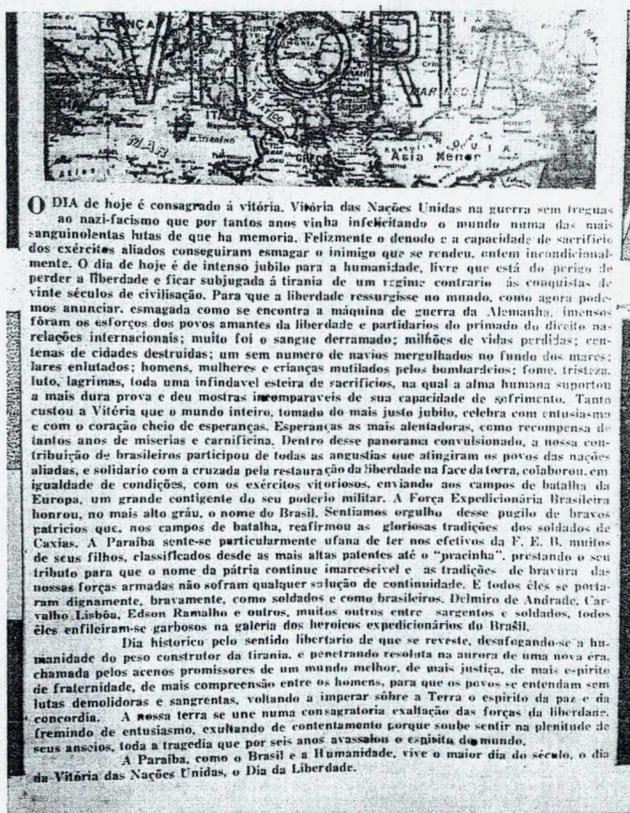 FRANÇA
VITORIA
ITA
MAR
M. TIRRENO
GREC
MAR NEG
Asia Menor
O DIA de hoje é consagrado á vitória. Vitória das Nações Unidas na guerra sem treguas
ao nazi-facismo que por tantos anos vinha infelicitando o mundo numa das mais
sanguinolentas lutas de que ha memoria. Felizmente o denodo e a capacidade de sacrificio
dos exércitos aliados conseguiram esmagar o inimigo que se rendeu, ontem incondicional-
mente. O dia de hoje é de intenso jubilo para a humanidade, livre que está do perigo de
perder a liberdade e ficar subjugada á tirania de um regime contrario ás conquistas de
vinte séculos de civilisação. Para que a liberdade ressurgisse no mundo, como agora pode-
mos anunciar, esmagada como se encontra a máquina de guerra da Alemanha, imensos
fôram os esforços dos povos amantes da liberdade e partidarios do primado do direito nas
relações internacionais; muito foi o sangue derramado; milhões de vidas perdidas; cen-
tenas de cidades destruidas; um sem numero de navios mergulhados no fundo dos mares;
lares enlutados; homens, mulheres e crianças mutilados pelos bombardeios; fome, tristeza,
luto, lagrimas, toda uma infindavel esteira de sacrificios, na qual a alma humana suportou
a mais dura prova e deu mostras incomparaveis de sua capacidade de sofrimento. Tanto
custou a Vitéria que o mundo inteiro, tomado do mais justo jubilo, celebra com entusiasmo
e com o coração cheio de esperanças. Esperanças as mais alentadoras, como recompensa de
tantos anos de miserias e carnificina. Dentro desse panorama convulsionado, a nossa con-
tribuição de brasileiros participou de todas as angustias que atingiram os povos das nações
aliadas, e solidario com a cruzada pela restauração da liberdade na face da terra, colaborou, em
igualdade de condições, com os exércitos vitoriosos, enviando aos campos de batalha da
Europa, um grande contigente do seu poderio militar. A Força Expedicionária Brasileira
honrou, no mais alto gráu, o nome do Brasil. Sentiamos orgulho desse pugilo de bravos
patricios que, nos campos de batalha, reafirmou as gloriosas tradições dos soldados de
Caxias. A Paraiba sente-se particularmente ufana de ter nos efetivos da F. E. B. muitos
de seus filhos, classificados desde as mais altas patentes até o "pracinha", prestando o seu
tributo para que o nome da pátria continue imarcescivel e as tradições de bravura das
nossas forças armadas não sofram qualquer solução de continuidade. E todos êles se porta-
ram dignamente, bravamente, como soldados e como brasileiros. Delmiro de Andrade, Car-
valho Lisbôa, Edson Ramalho e outros, muitos outros entre sargentos e soldados, todos
êles enfileiram-se garbosos na galeria dos heroicos expedicionários do Brasil.
Dia historico pelo sentido libertario de que se reveste, desafogando-se a hu-
manidade do peso construtor da tirania, e penetrando resoluta na aurora de uma nova éra,
chamada pelos acenos promissores de um mundo melhor, de mais justiça, de mais espirito
de fraternidade, de mais compreensão entre os homens, para que os povos se entendam sem
lutas demolidoras e sangrentas, voltando a imperar sôbre a Terra o espirito da paz e da
concordia. A nossa terra se une numa consagratoria exaltação das forças da liberdade,
fremindo de entusiasmo, exultando de contentamento porque soube sentir na plenitude de
seus anseios, toda a tragedia que por seis anos avassalou o espirito do mundo.
A Paraíba, como o Brasil e a Humanidade, vive o maior dia do século, o dia
da Vitória das Nações Unidas, o Dia da Liberdade.